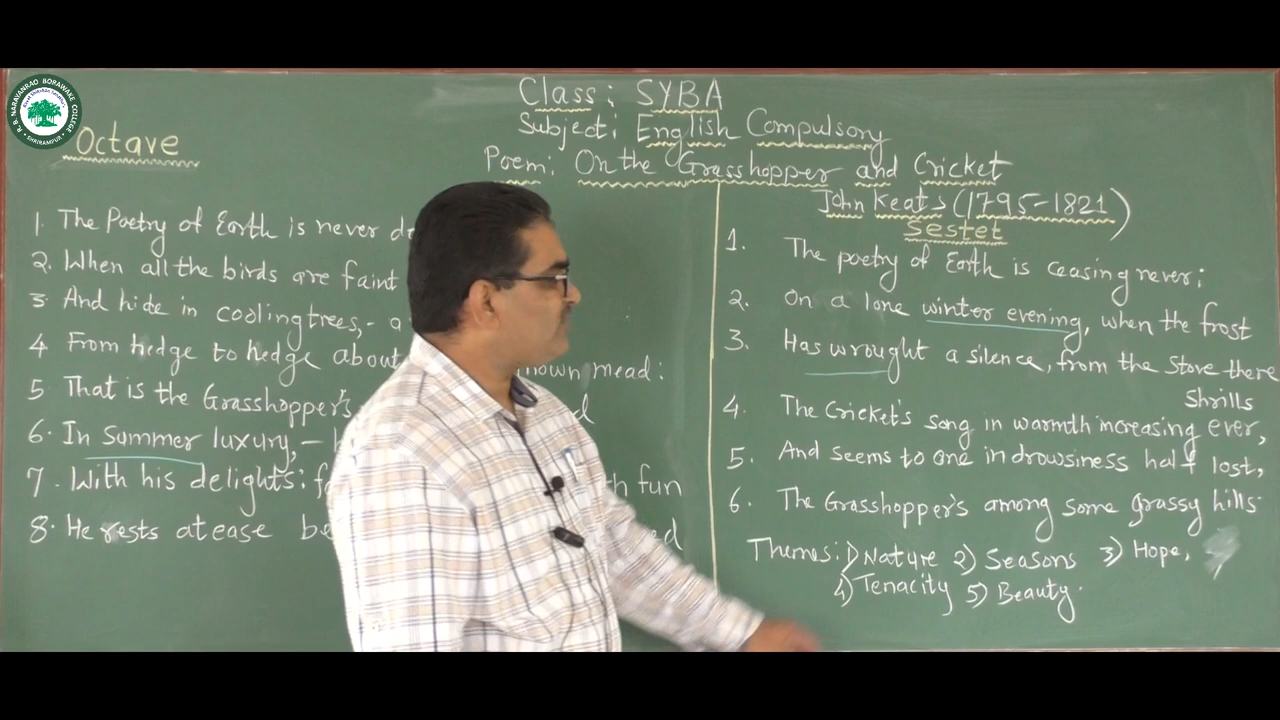 R. B. NARAYANRAO BORAWAKE COLLEGE
SHRIRAMPUR
Class: SYBA
Subject: English Compulsory
Poem: On the Grasshopper and Cricket
John Keats (1795-1821)
Octave
1. The Poetry of Earth is never
2. When all the birds are faint
3. And hide in cooling trees,- a
4 From hedge to hedge about mead:
5 That is the Grasshopper's
6. In Summer luxury, -
7. With his delights: fun
8. He rests at ease
Sestet
1. The poetry of Earth is ceasing never;
2. On a lone winter evening, when the frost
3. Has wrought a silence, from the stove there
Shrills
4. The Cricket's song in warmth increasing ever,
5. And seems to one in drowsiness half lost,
6. The Grasshopper's among some grassy hills.
Themes: 1) Nature 2) Seasons 3) Hope,
4) Tenacity 5) Beauty.